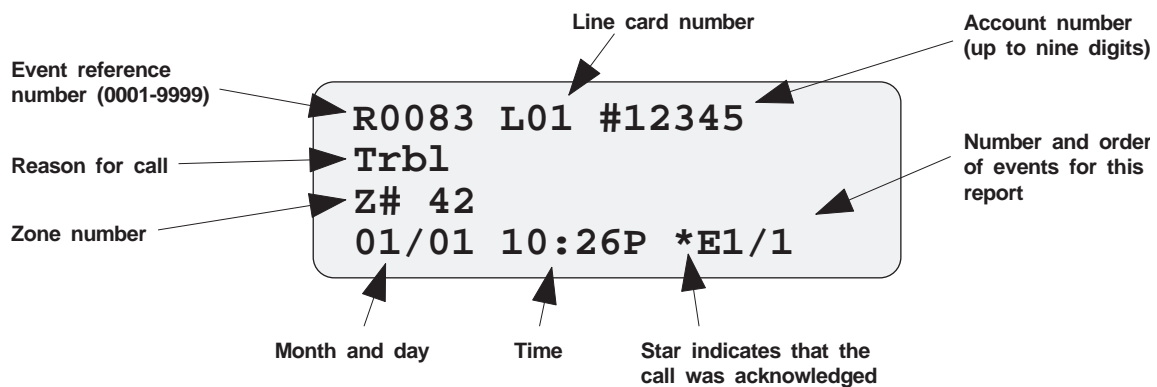 Line card number
Account number
(up to nine digits)
Event reference
number (0001-9999)
R0083 L01 #12345
Reason for call
Trbl
Number and order
of events for this
report
Z# 42
Zone number
01/01 10:26P *E1/1
Month and day
Time
Star indicates that the
call was acknowledged